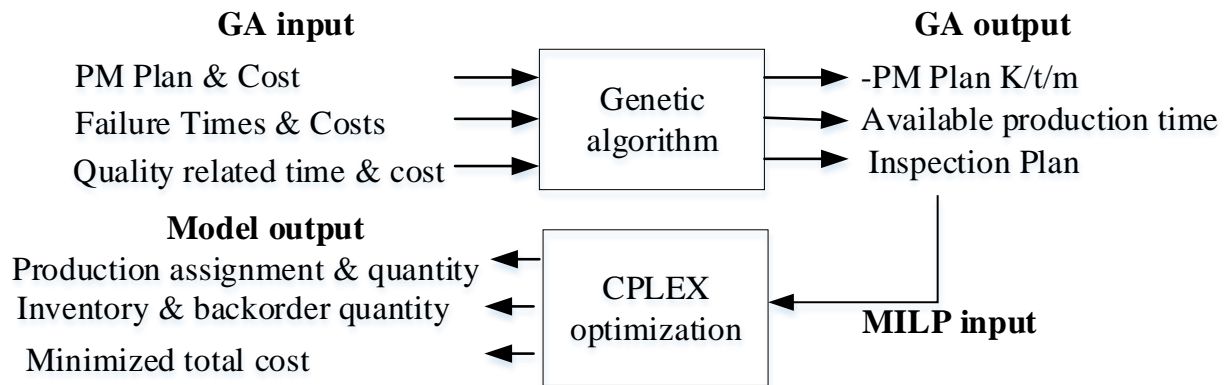 GA input
PM Plan & Cost
Failure Times & Costs
Quality related time & cost
Genetic
algorithm
GA output
-PM Plan K/t/m
Available production time
Inspection Plan
MILP input
CPLEX
optimization
Model output
Production assignment & quantity
Inventory & backorder quantity
Minimized total cost